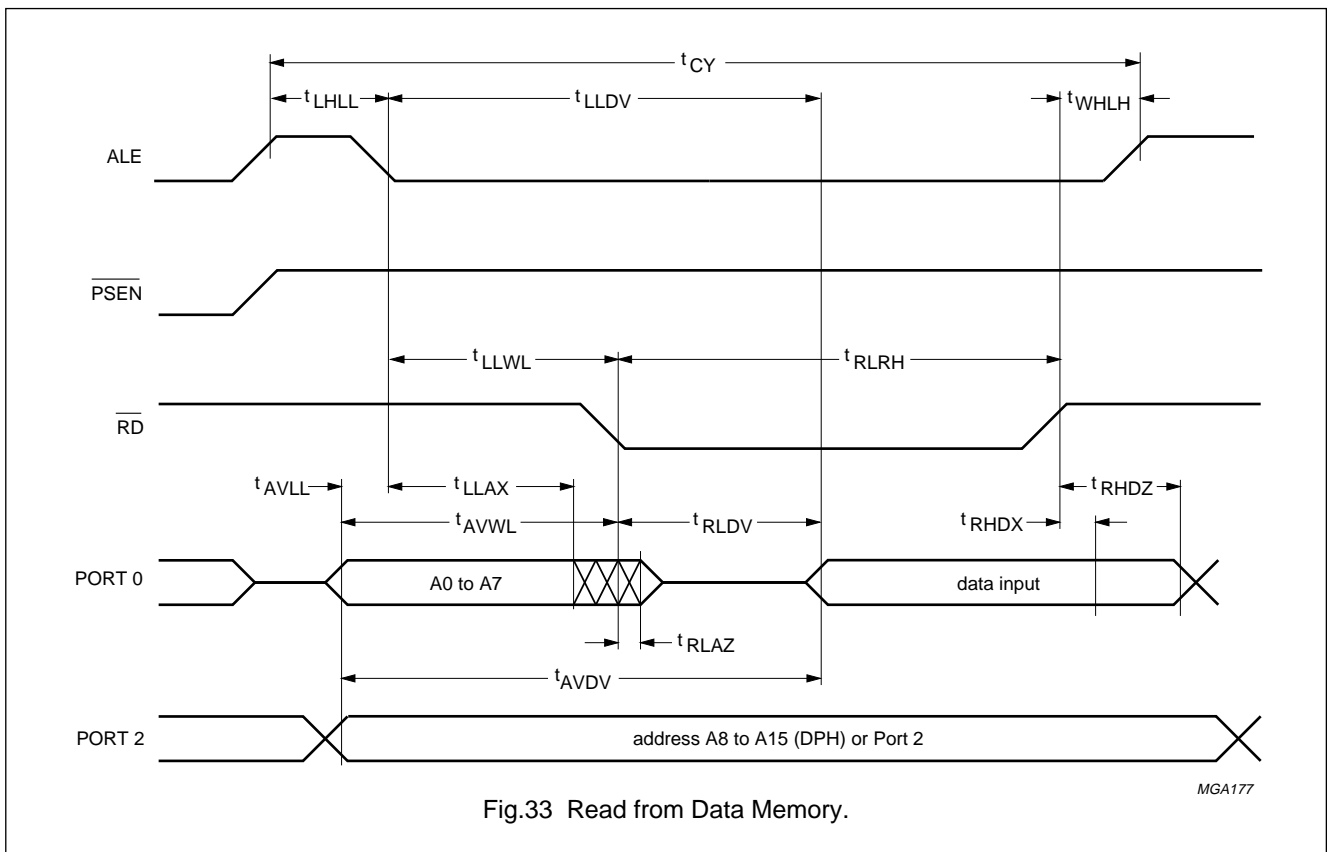 tCY
tLHLL
tLLDV
tWHLH
ALE
PSEN
tLLWL
tRLRH
RD
tAVLL
tLLAX
tRHDZ
tAVWL
tRLDV
tRHDX
PORT 0
A0 to A7
data input
tRLAZ
tAVDV
PORT 2
address A8 to A15 (DPH) or Port 2
MGA177
Fig.33 Read from Data Memory.